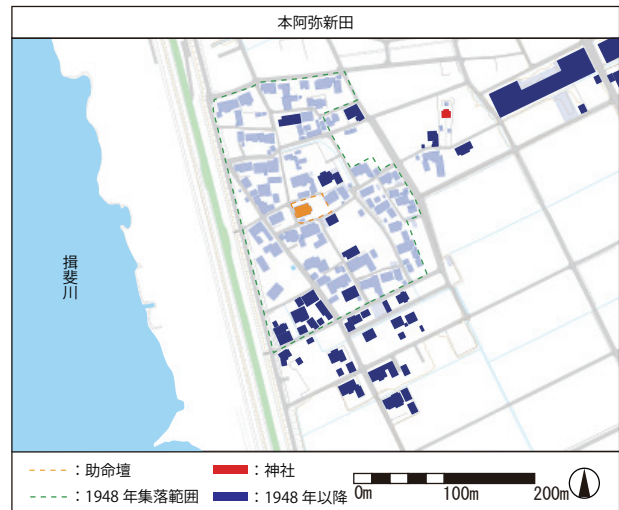 本阿弥新田
揖斐川
：助命壇
：神社
：1948 年集落範囲
：1948 年以降
0m 100m 200m